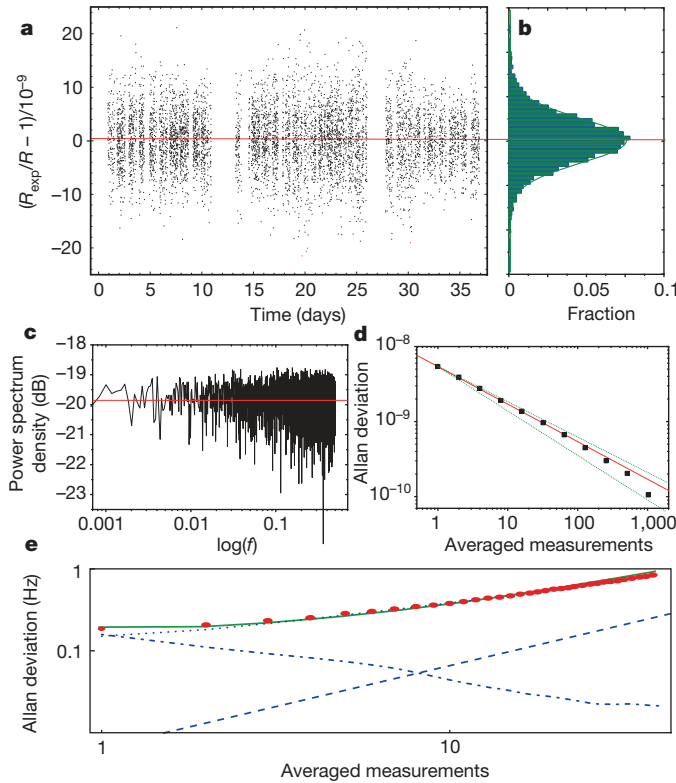 a
b
20
10
0
−10
−20
(Rexp/R − 1)/10−9
0 5 10 15 20 25 30 35
Time (days)
0 0.05 0.1
Fraction
c
−18
−19
−20
−21
−22
−23
Power spectrum
density (dB)
0.001 0.01 0.1
log(f)
d
10−8
10−9
10−10
Allan deviation
1 10 100 1,000
Averaged measurements
e
1
0.1
Allan deviation (Hz)
1 10
Averaged measurements